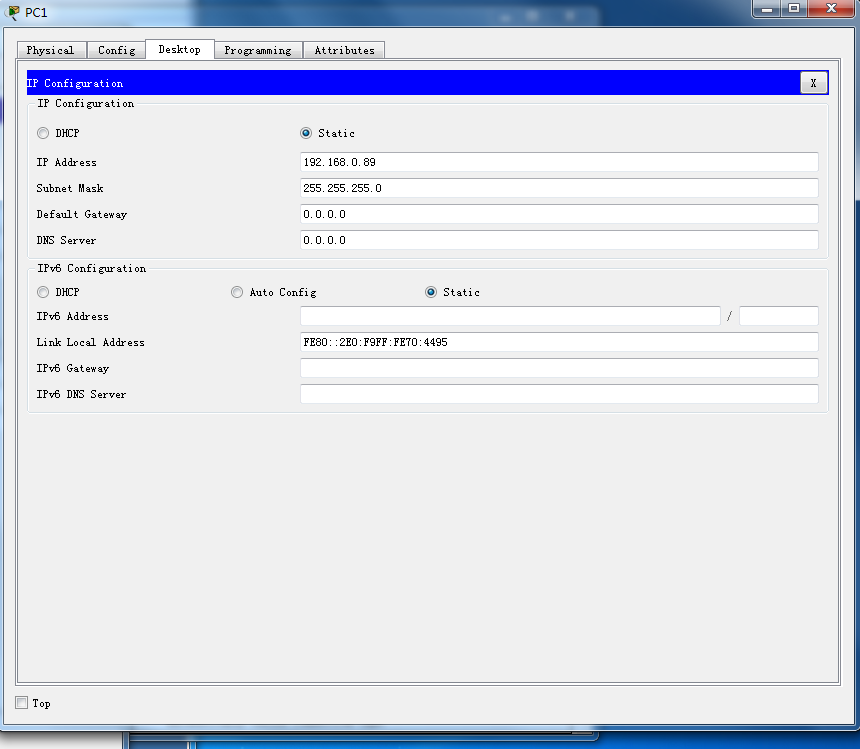 PC1
Physical Config Desktop Programming Attributes
IP Configuration X
IP Configuration
DHCP Static
IP Address 192.168.0.89
Subnet Mask 255.255.255.0
Default Gateway 0.0.0.0
DNS Server 0.0.0.0
IPv6 Configuration
DHCP Auto Config Static
IPv6 Address /
Link Local Address FE80::2E0:F9FF:FE70:4495
IPv6 Gateway
IPv6 DNS Server
Top